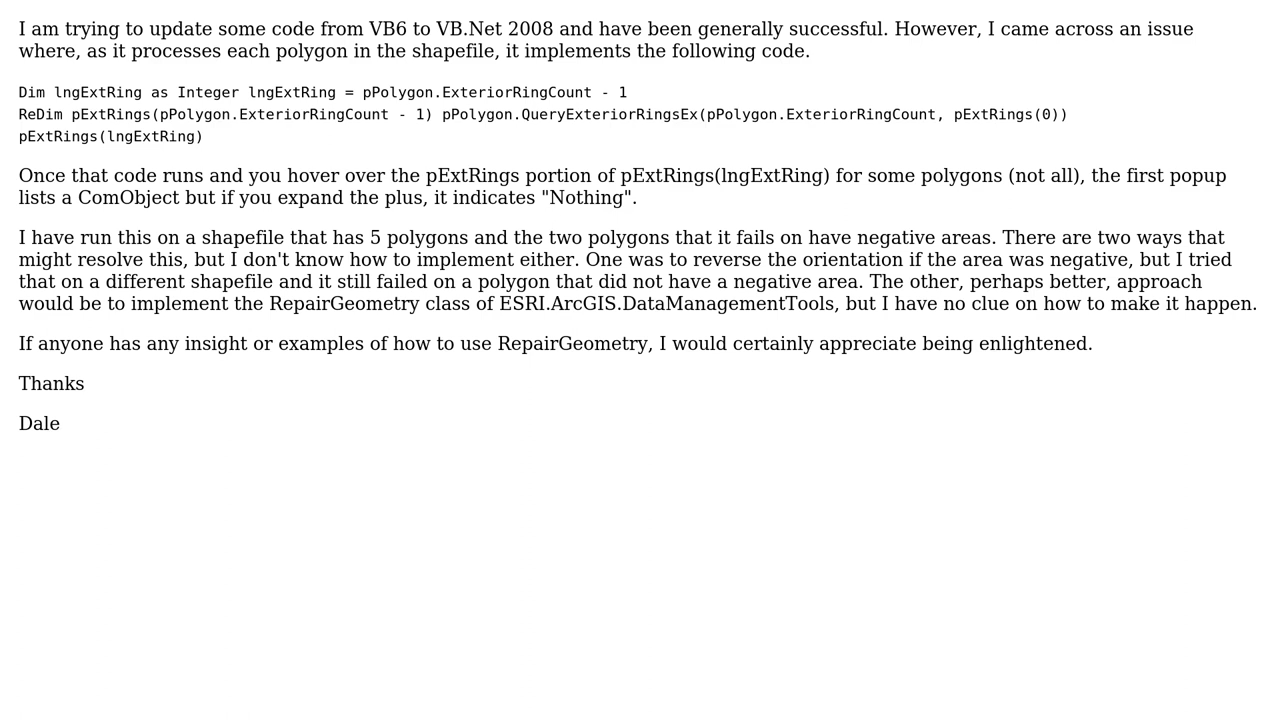 I am trying to update some code from VB6 to VB.Net 2008 and have been generally successful. However, I came across an issue
where, as it processes each polygon in the shapefile, it implements the following code.
Dim lngExtRing as Integer lngExtRing = pPolygon.ExteriorRingCount - 1
ReDim pExtRings(pPolygon.ExteriorRingCount - 1) pPolygon.QueryExteriorRingsEx(pPolygon.ExteriorRingCount, pExtRings(0))
pExtRings(lngExtRing)
Once that code runs and you hover over the pExtRings portion of pExtRings(lngExtRing) for some polygons (not all), the first popup
lists a ComObject but if you expand the plus, it indicates "Nothing".
I have run this on a shapefile that has 5 polygons and the two polygons that it fails on have negative areas. There are two ways that
might resolve this, but I don't know how to implement either. One was to reverse the orientation if the area was negative, but I tried
that on a different shapefile and it still failed on a polygon that did not have a negative area. The other, perhaps better, approach
would be to implement the RepairGeometry class of ESRI.ArcGIS.DataManagementTools, but I have no clue on how to make it happen.
If anyone has any insight or examples of how to use RepairGeometry, I would certainly appreciate being enlightened.
Thanks
Dale